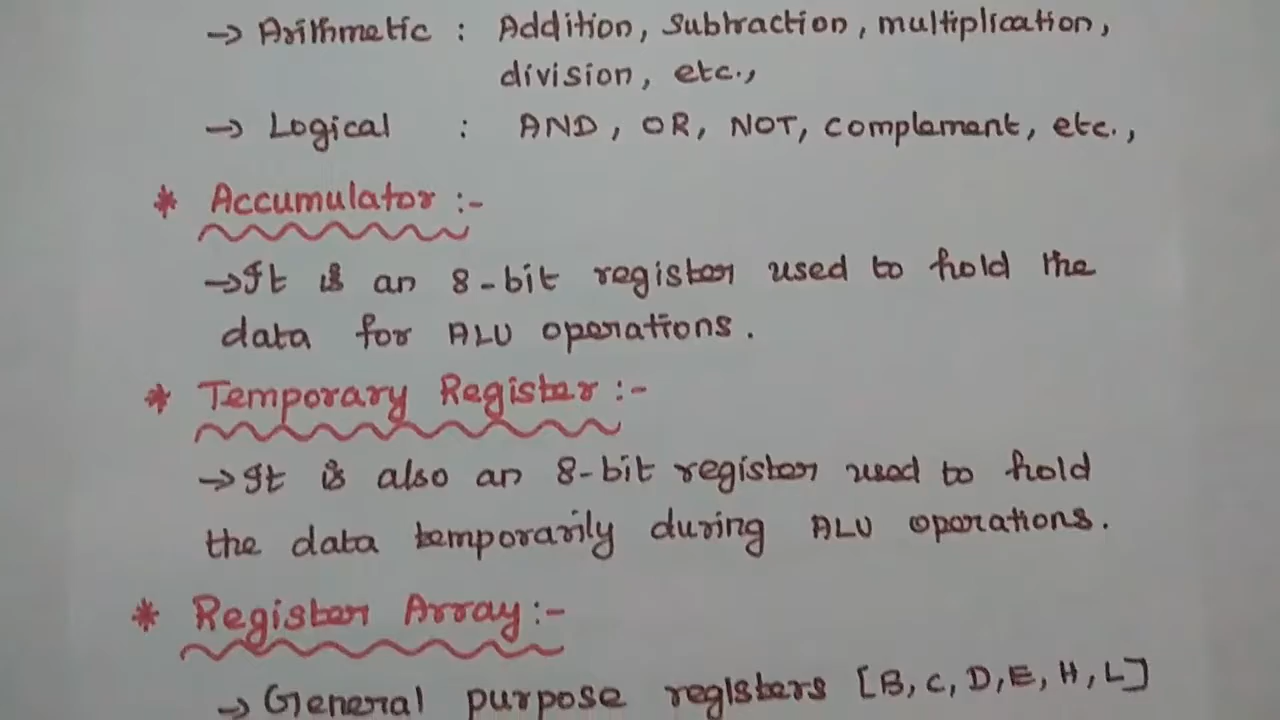 → Arithmetic : Addition, Subtraction, multiplication,
division, etc.,
→ Logical : AND, OR, NOT, Complement, etc.,
* Accumulator :-
→ It is an 8-bit register used to hold the
data for ALU operations.
* Temporary Register :-
→ It is also an 8-bit register used to hold
the data temporarily during ALU operations.
* Register Array :-
→ General purpose registers [B, C, D, E, H, L]